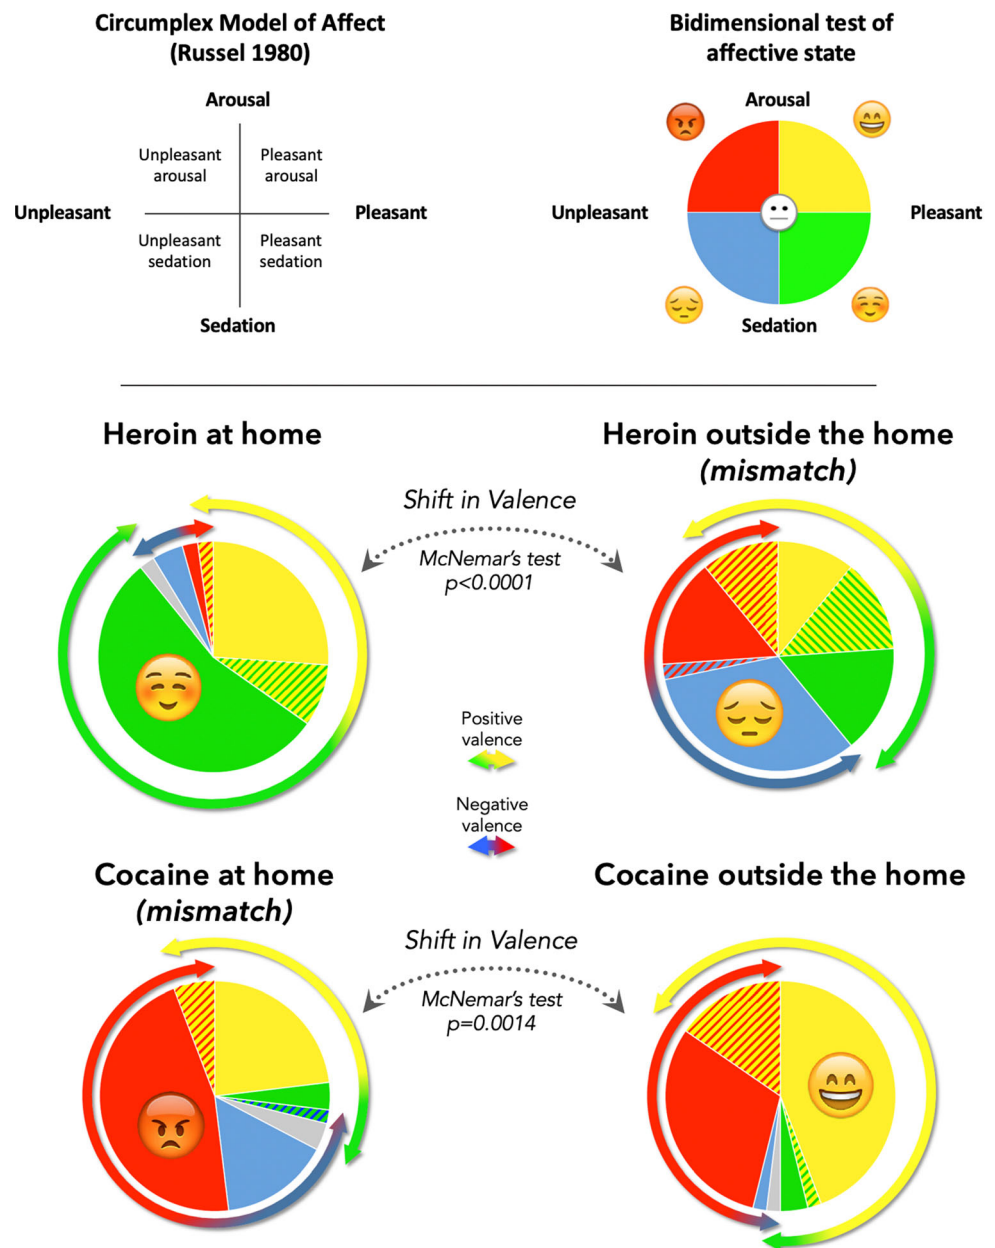 Circumplex Model of Affect
(Russel 1980)
Arousal
Unpleasant
arousal
Pleasant
arousal
Unpleasant
Pleasant
Unpleasant
sedation
Pleasant
sedation
Sedation
Bidimensional test of
affective state
Arousal
Unpleasant
Pleasant
Sedation
Heroin at home
Heroin outside the home
(mismatch)
Shift in Valence
McNemar's test
p<0.0001
Positive
valence
Negative
valence
Cocaine at home
(mismatch)
Cocaine outside the home
Shift in Valence
McNemar's test
p=0.0014